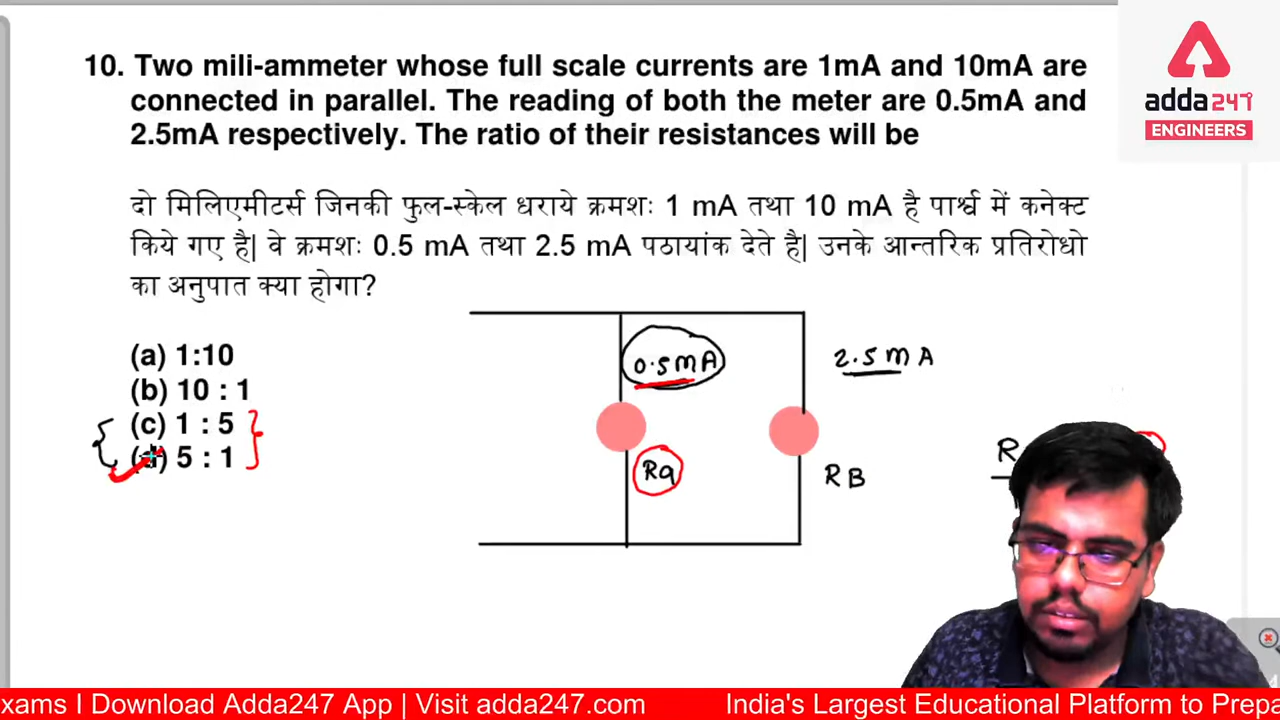 10. Two mili-ammeter whose full scale currents are 1mA and 10mA are
connected in parallel. The reading of both the meter are 0.5mA and
2.5mA respectively. The ratio of their resistances will be
adda247
ENGINEERS
दो मिलिएमीटर्स जिनकी फुल-स्केल धराये क्रमशः 1 mA तथा 10 mA है पार्श्व में कनेक्ट
किये गए है| वे क्रमशः 0.5 mA तथा 2.5 mA पठायांक देते है| उनके आन्तरिक प्रतिरोधो
का अनुपात क्या होगा?
(a) 1:10
(b) 10 : 1
(c) 1 : 5
(d) 5 : 1
0.5mA
2.5mA
Ra
RB
R
xams I Download Adda247 App | Visit adda247.com
India's Largest Educational Platform to Prepa